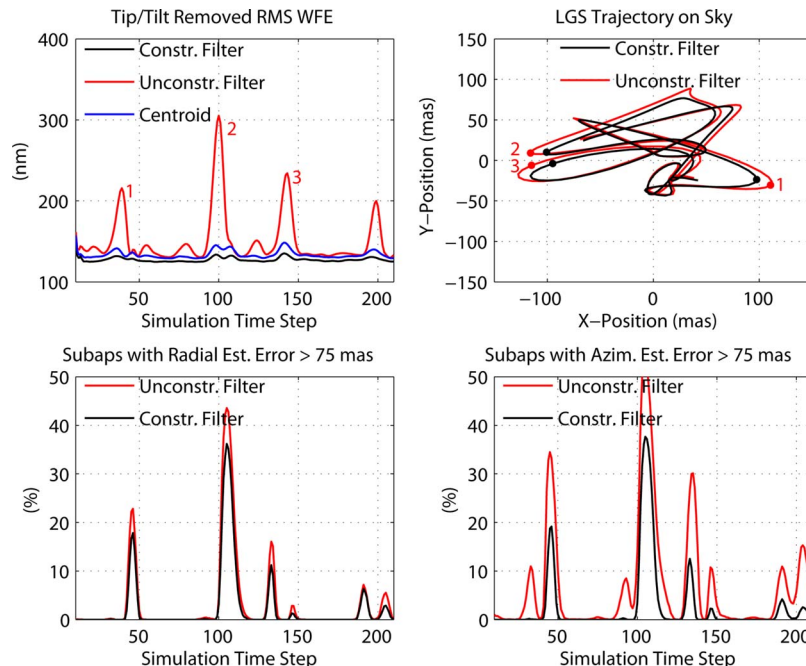 Tip/Tilt Removed RMS WFE
400
300
200
100
(nm)
Constr. Filter
Unconstr. Filter
Centroid
1
2
3
50
100
150
200
Simulation Time Step
LGS Trajectory on Sky
150
100
50
0
−50
−100
−150
Y−Position (mas)
Constr. Filter
Unconstr. Filter
2
3
1
−100
0
100
X−Position (mas)
Subaps with Radial Est. Error > 75 mas
50
40
30
20
10
0
(%)
Unconstr. Filter
Constr. Filter
50
100
150
200
Simulation Time Step
Subaps with Azim. Est. Error > 75 mas
50
40
30
20
10
0
(%)
Unconstr. Filter
Constr. Filter
50
100
150
200
Simulation Time Step